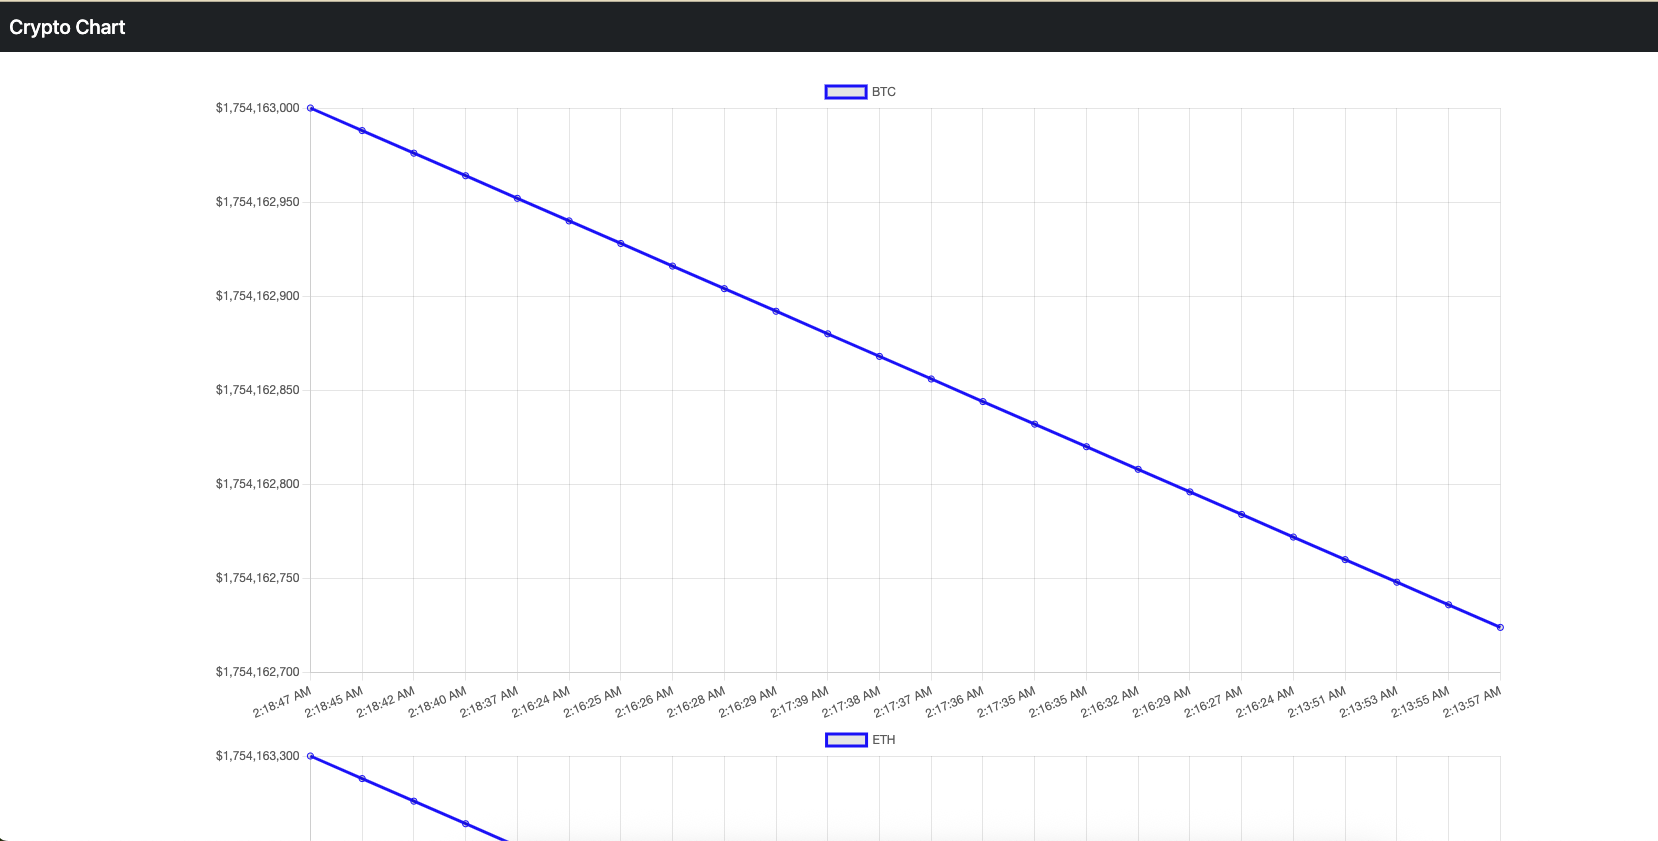 Crypto Chart
BTC
$1,754,163,000
$1,754,162,950
$1,754,162,900
$1,754,162,850
$1,754,162,800
$1,754,162,750
$1,754,162,700
2:18:47 AM
2:18:45 AM
2:18:42 AM
2:18:40 AM
2:18:37 AM
2:16:24 AM
2:16:25 AM
2:16:26 AM
2:16:28 AM
2:16:29 AM
2:17:39 AM
2:17:38 AM
2:17:37 AM
2:17:36 AM
2:17:35 AM
2:16:35 AM
2:16:32 AM
2:16:29 AM
2:16:27 AM
2:16:24 AM
2:13:51 AM
2:13:53 AM
2:13:55 AM
2:13:57 AM
ETH
$1,754,163,300